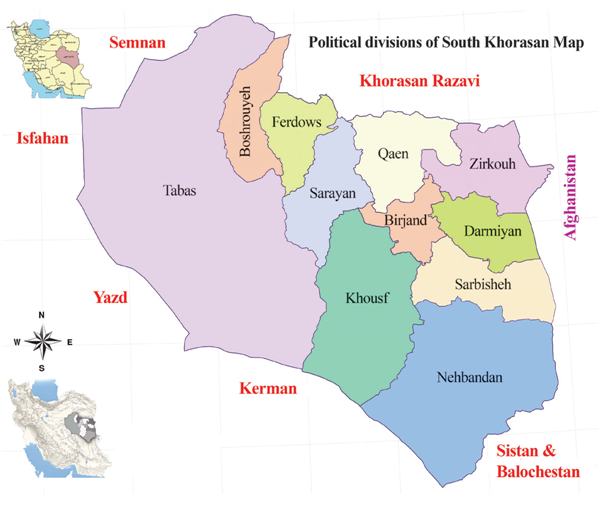 Political divisions of South Khorasan Map
Semnan
Khorasan Razavi
Isfahan
Boshrouyeh
Ferdows
Qaen
Zirkouh
Tabas
Sarayan
Birjand
Darmiyan
Afghanistan
Sarbisheh
Yazd
Khousf
N
W E
S
Kerman
Nehbandan
Sistan &
Balochestan